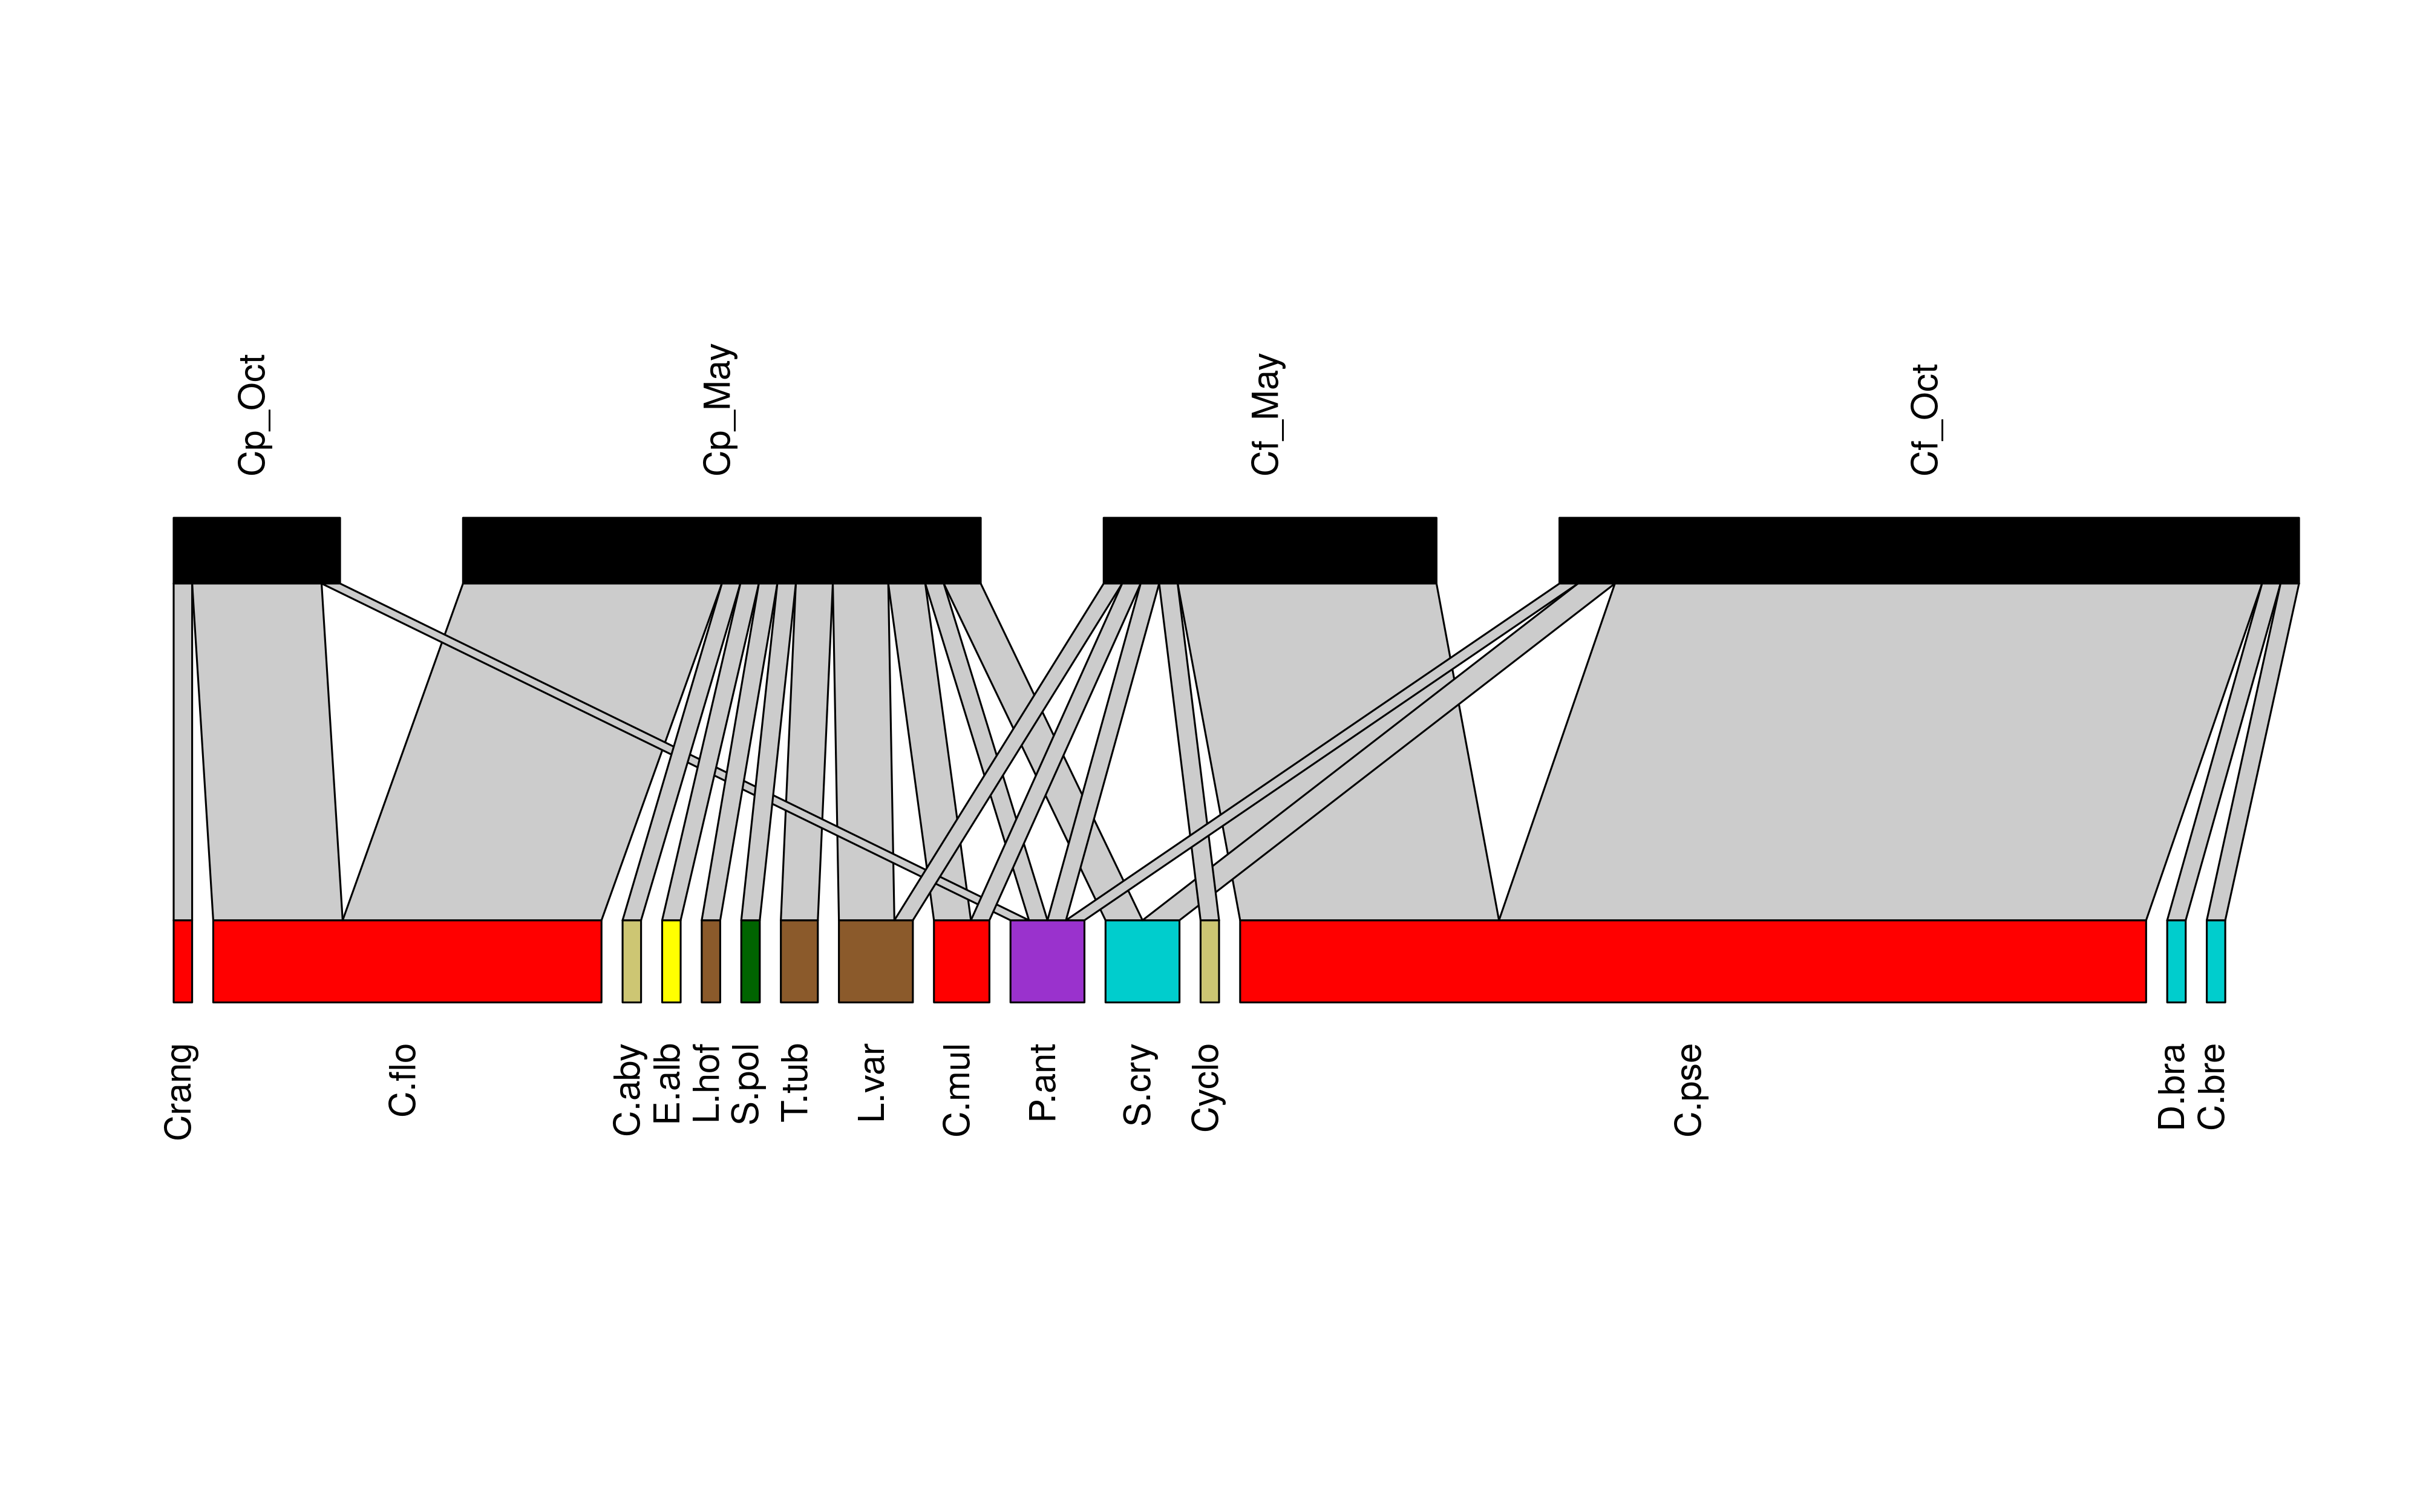 Cp_Oct
Cp_May
Cf_May
Cf_Oct
Crang
C.flo
C.aby
E.alb
L.hof
S.pol
T.tub
L.var
C.mul
P.ant
S.cry
Cyclo
C.pse
D.bra
C.bre